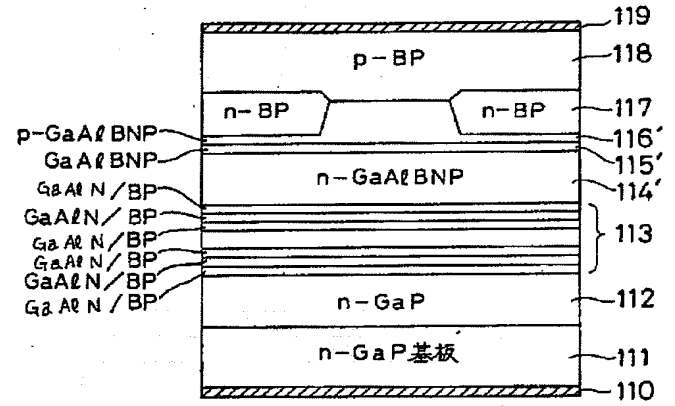 119
p-BP
118
n-BP
n-BP
117
p-GaAlBNP
116'
GaAlBNP
115'
n-GaAlBNP
114'
GaAlN/BP
GaAlN/BP
GaAlN/BP
113
GaAlN/BP
GaAlN/BP
GaAlN/BP
n-GaP
112
n-GaP基板
111
110